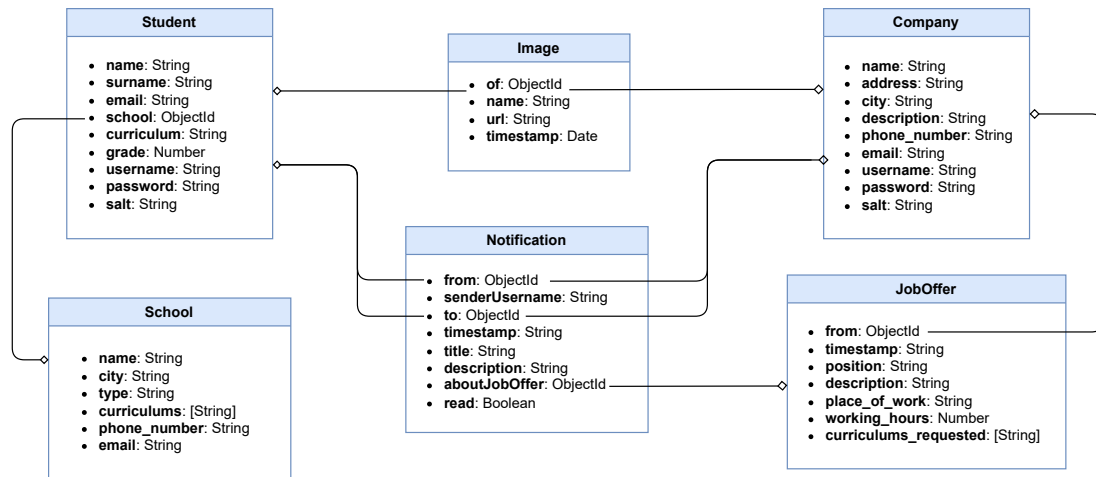 Student
name: String
surname: String
email: String
school: ObjectId
curriculum: String
grade: Number
username: String
password: String
salt: String
Image
of: ObjectId
name: String
url: String
timestamp: Date
Company
name: String
address: String
city: String
description: String
phone_number: String
email: String
username: String
password: String
salt: String
Notification
from: ObjectId
senderUsername: String
to: ObjectId
timestamp: String
title: String
description: String
aboutJobOffer: ObjectId
read: Boolean
School
name: String
city: String
type: String
curriculums: [String]
phone_number: String
email: String
JobOffer
from: ObjectId
timestamp: String
position: String
description: String
place_of_work: String
working_hours: Number
curriculums_requested: [String]